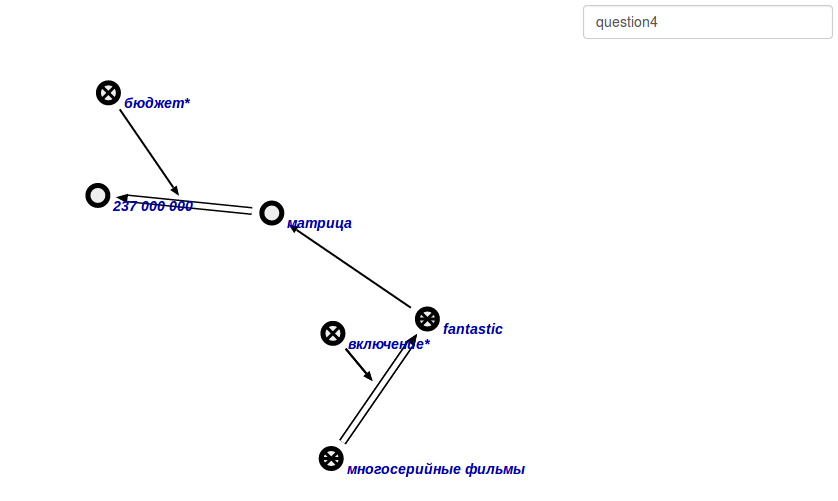 question4
бюджет*
237 000 000
матрица
fantastic
включение*
многосерийные фильмы